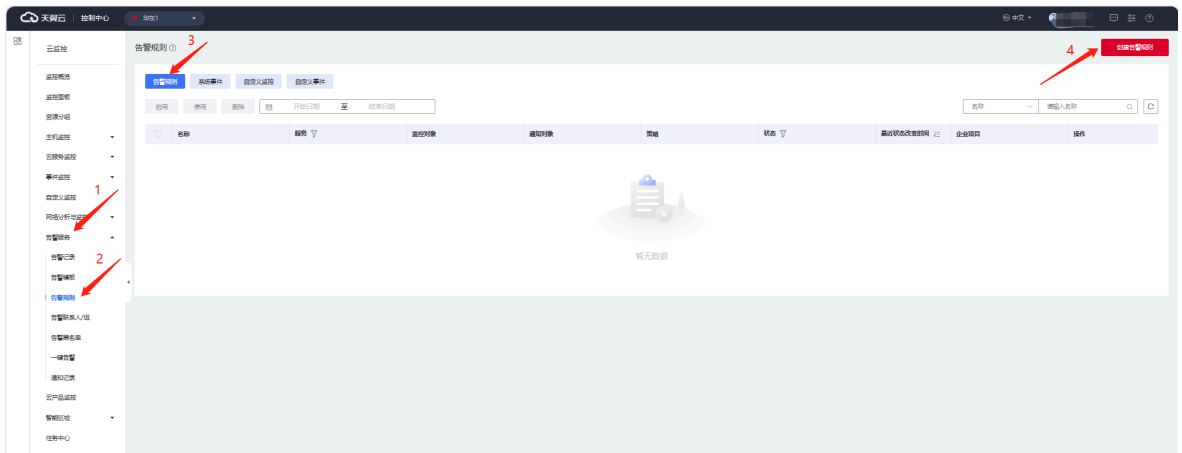 天翼云 控制中心 华东1 中文
云监控
监控概览
监控面板
资源分组
主机监控
云服务监控
事件监控
自定义监控
1
网络分析与监控
告警服务
告警记录
2
告警模板
告警规则
告警联系人/组
告警黑名单
一键告警
通知记录
云产品监控
智能巡检
任务中心
告警规则 3
4 创建告警规则
告警规则 系统事件 自定义监控 自定义事件
启用 停用 删除 开始日期 至 结束日期 名称 请输入名称
名称 服务 监控对象 通知对象 策略 状态 最近状态改变时间 企业项目 操作
暂无数据